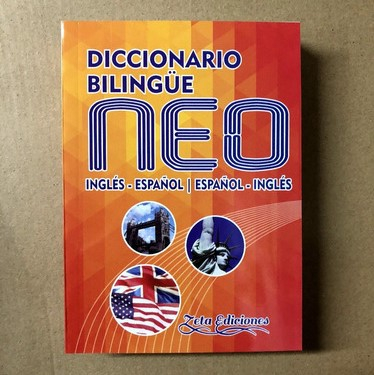 DICCIONARIO
BILINGÜE
NEO
INGLÉS - ESPAÑOL | ESPAÑOL - INGLÉS
Zeta Ediciones